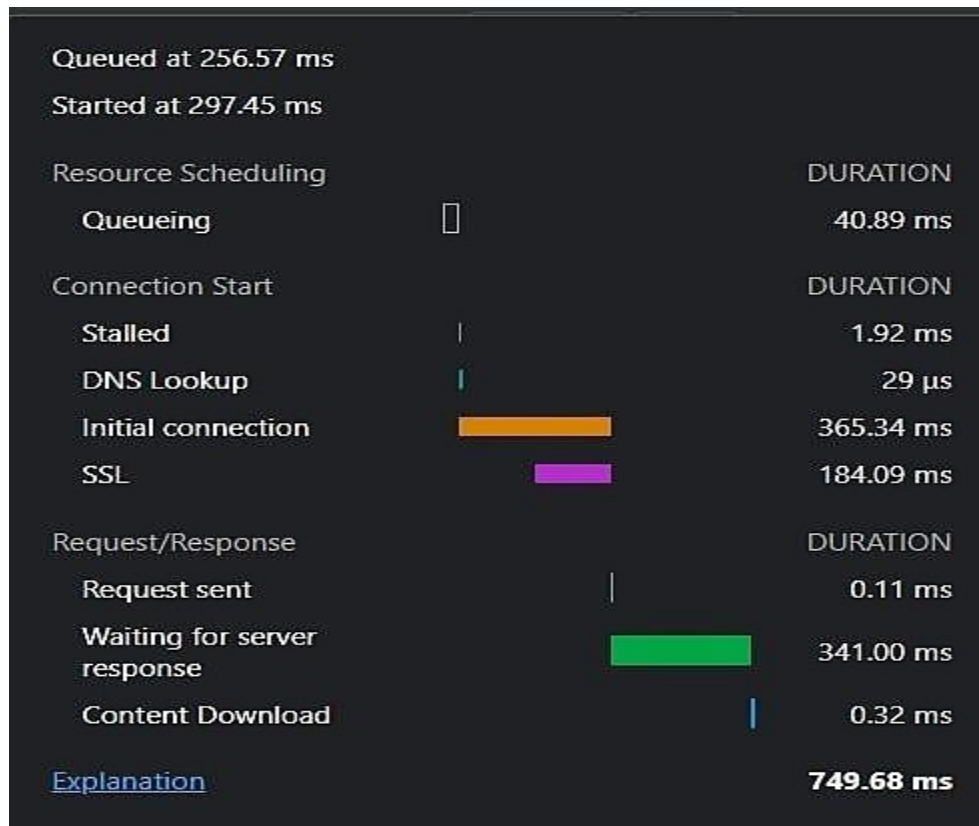 Queued at 256.57 ms
Started at 297.45 ms
Resource Scheduling DURATION
Queueing 40.89 ms
Connection Start DURATION
Stalled 1.92 ms
DNS Lookup 29 μs
Initial connection 365.34 ms
SSL 184.09 ms
Request/Response DURATION
Request sent 0.11 ms
Waiting for server
response 341.00 ms
Content Download 0.32 ms
Explanation 749.68 ms